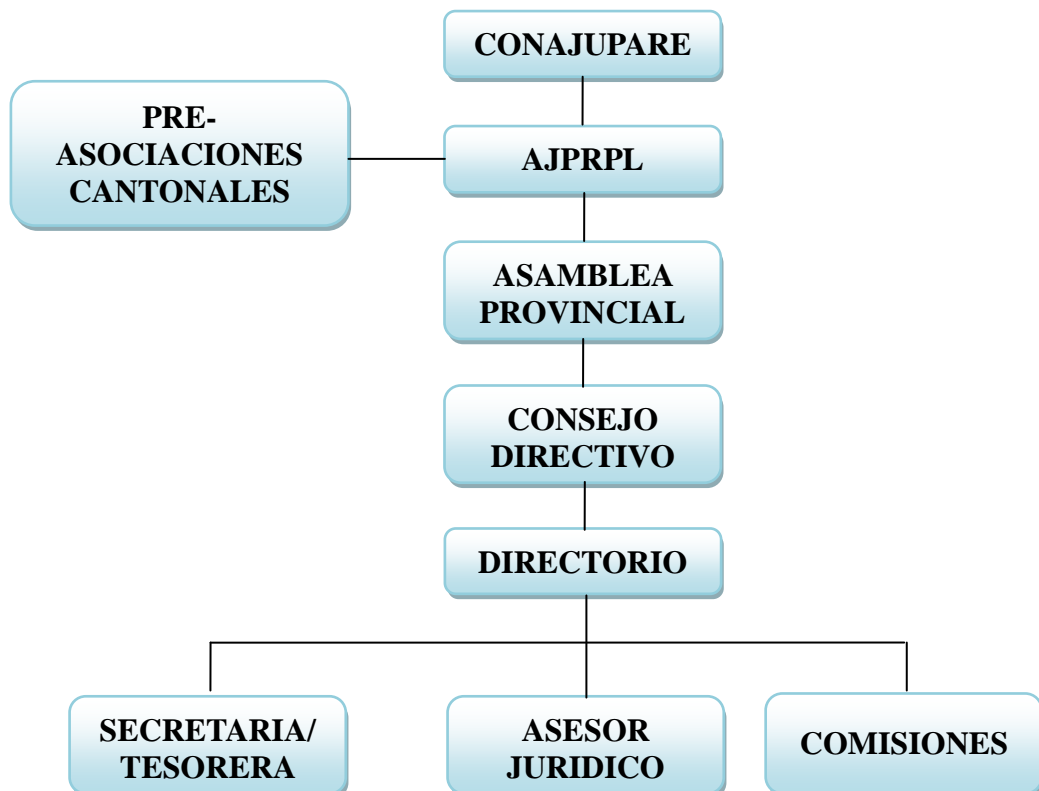 CONAJUPARE
PRE-
ASOCIACIONES
CANTONALES
AJPRPL
ASAMBLEA
PROVINCIAL
CONSEJO
DIRECTIVO
DIRECTORIO
SECRETARIA/
TESORERA
ASESOR
JURIDICO
COMISIONES